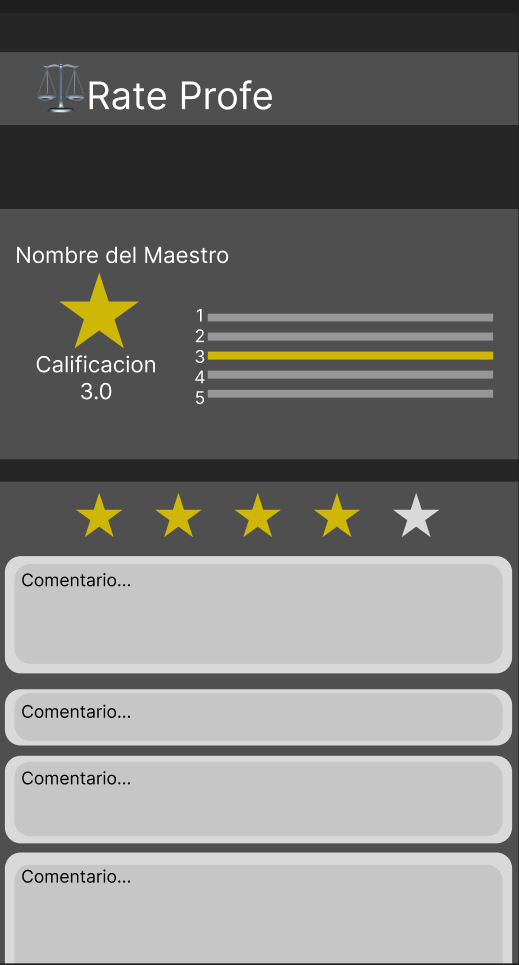 Rate Profe
Nombre del Maestro
Calificacion
3.0
1
2
3
4
5
Comentario...
Comentario...
Comentario...
Comentario...